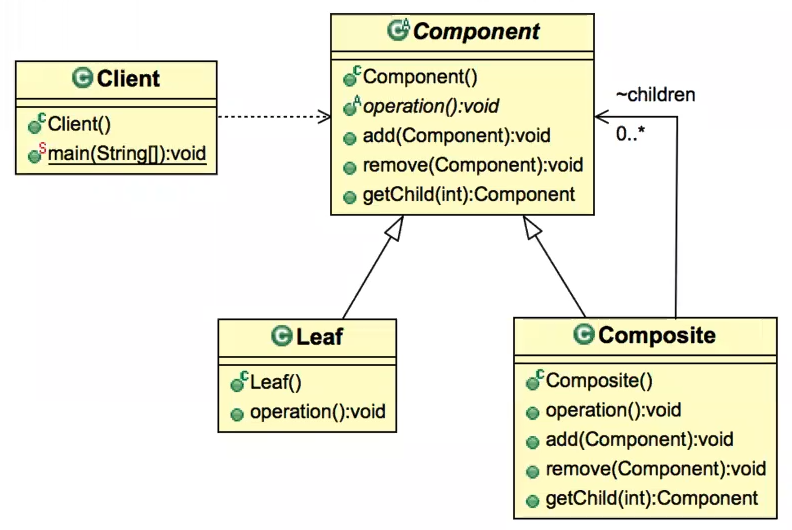 Component
Component()
operation():void
add(Component):void
remove(Component):void
getChild(int):Component
Client
Client()
main(String[]):void
~children
0..*
Leaf
Leaf()
operation():void
Composite
Composite()
operation():void
add(Component):void
remove(Component):void
getChild(int):Component